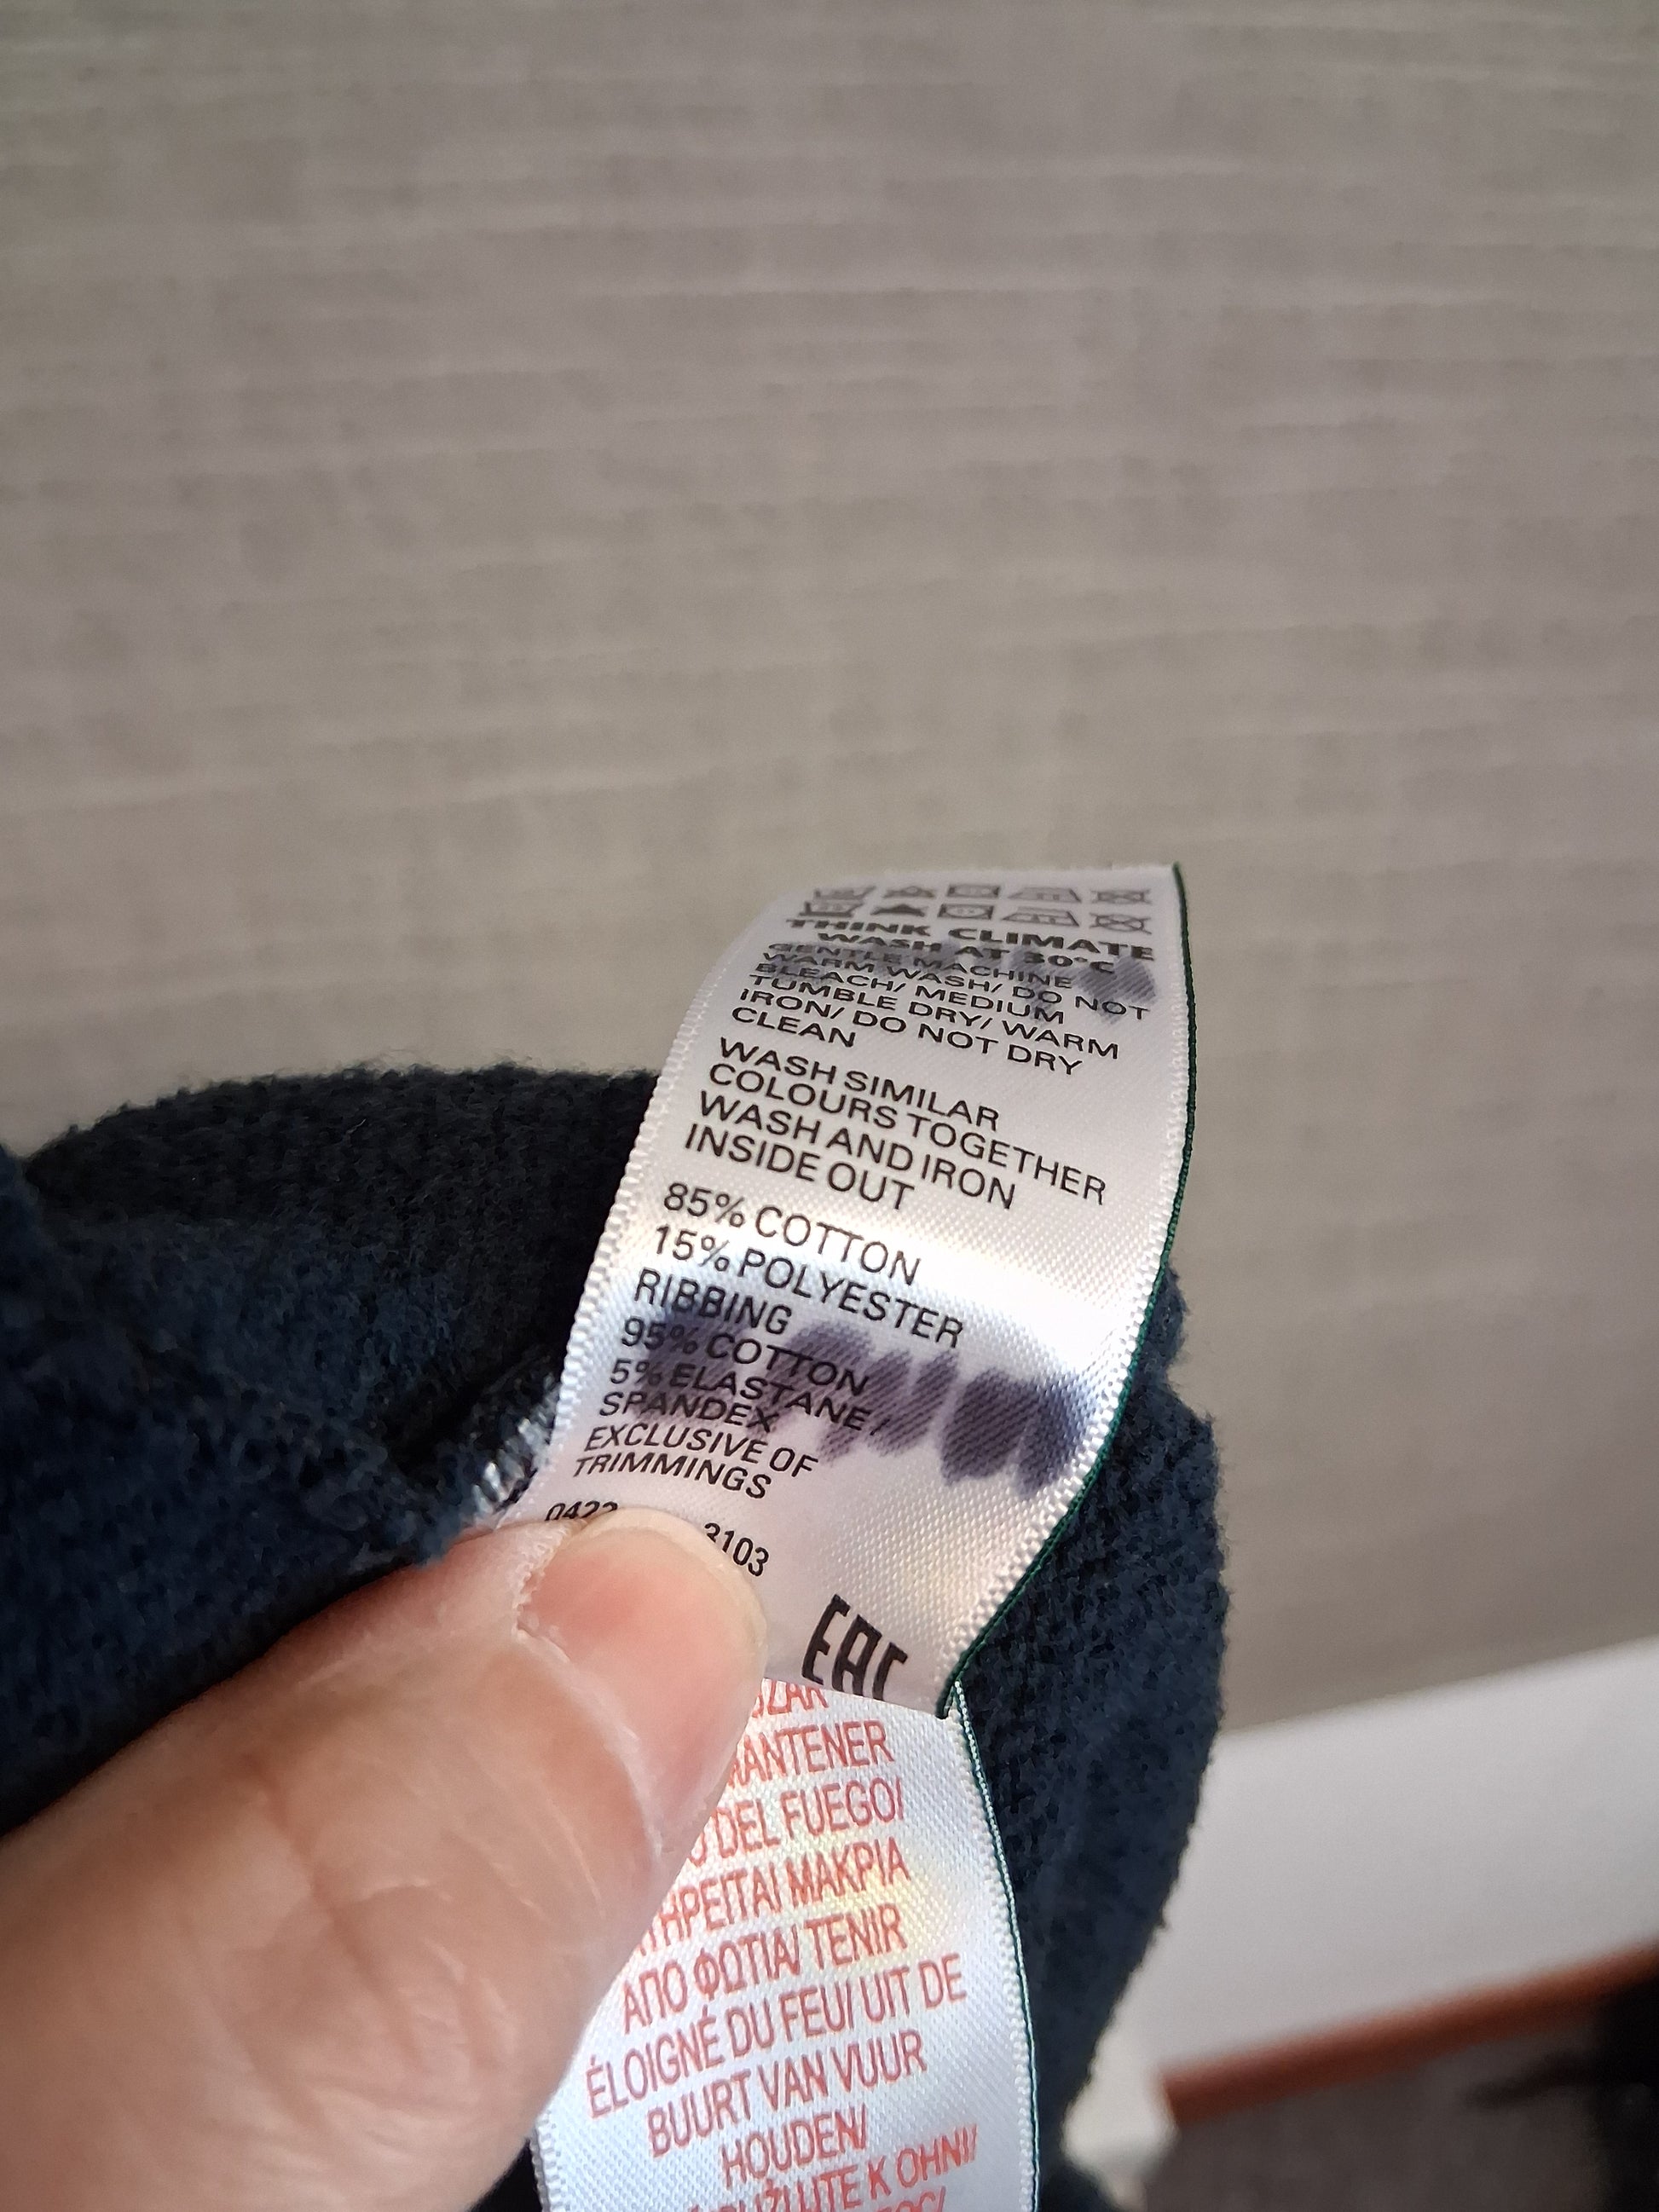 THINK CLIMATE
WASH AT 30°C
GENTLE MACHINE
WARM WASH/ DO NOT
BLEACH/ MEDIUM
TUMBLE DRY/ WARM
IRON/ DO NOT DRY
CLEAN
WASH SIMILAR
COLOURS TOGETHER
WASH AND IRON
INSIDE OUT
85% COTTON
15% POLYESTER
RIBBING
95% COTTON
5% ELASTANE /
SPANDEX
EXCLUSIVE OF
TRIMMINGS
0422 3103
EAC
MANTENER
DEL FUEGO/
ΜΑΚΡΙΑ
ΑΠΟ ΦΩΤΙΑ/ TENIR
ÉLOIGNÉ DU FEU/ UIT DE
BUURT VAN VUUR
HOUDEN/
K OHNI/